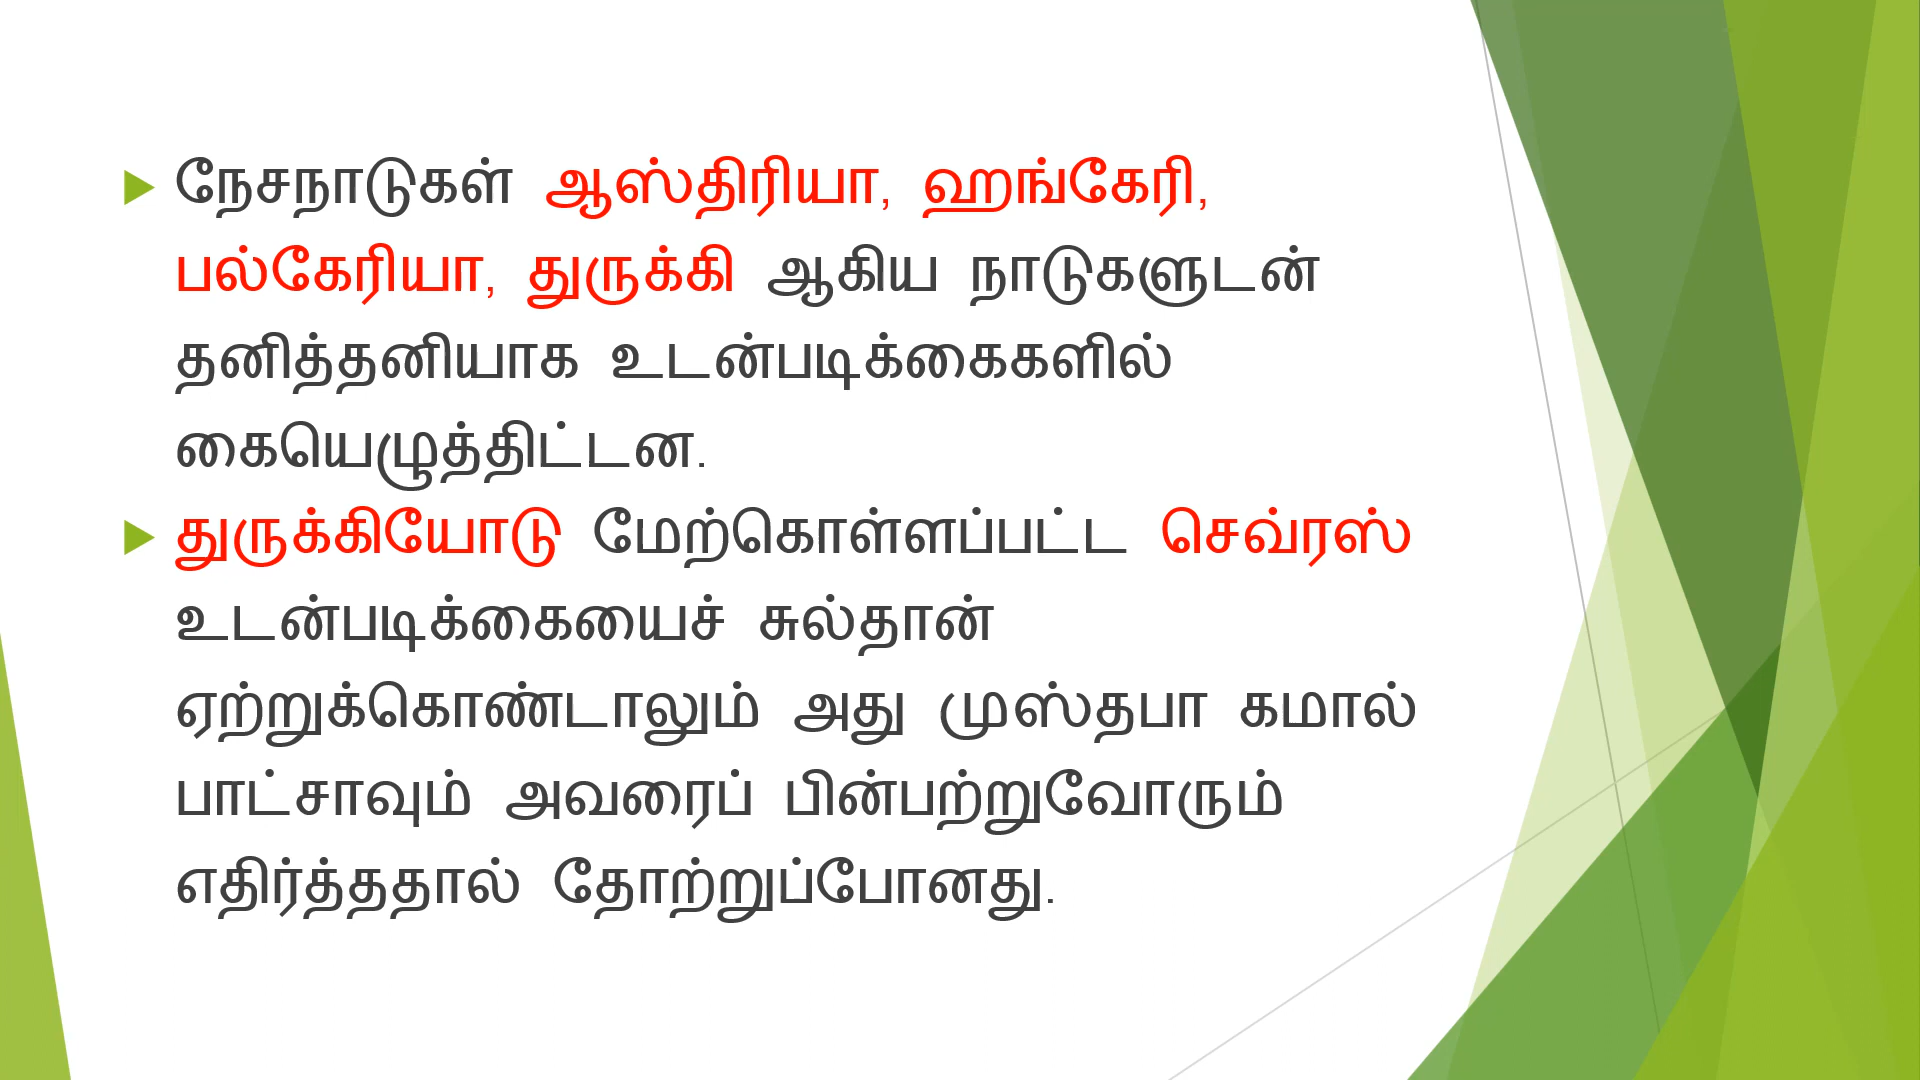 நேசநாடுகள் ஆஸ்திரியா, ஹங்கேரி,
பல்கேரியா, துருக்கி ஆகிய நாடுகளுடன்
தனித்தனியாக உடன்படிக்கைகளில்
கையெழுத்திட்டன.
துருக்கியோடு மேற்கொள்ளப்பட்ட செவ்ரஸ்
உடன்படிக்கையைச் சுல்தான்
ஏற்றுக்கொண்டாலும் அது முஸ்தபா கமால்
பாட்சாவும் அவரைப் பின்பற்றுவோரும்
எதிர்த்ததால் தோற்றுப்போனது.